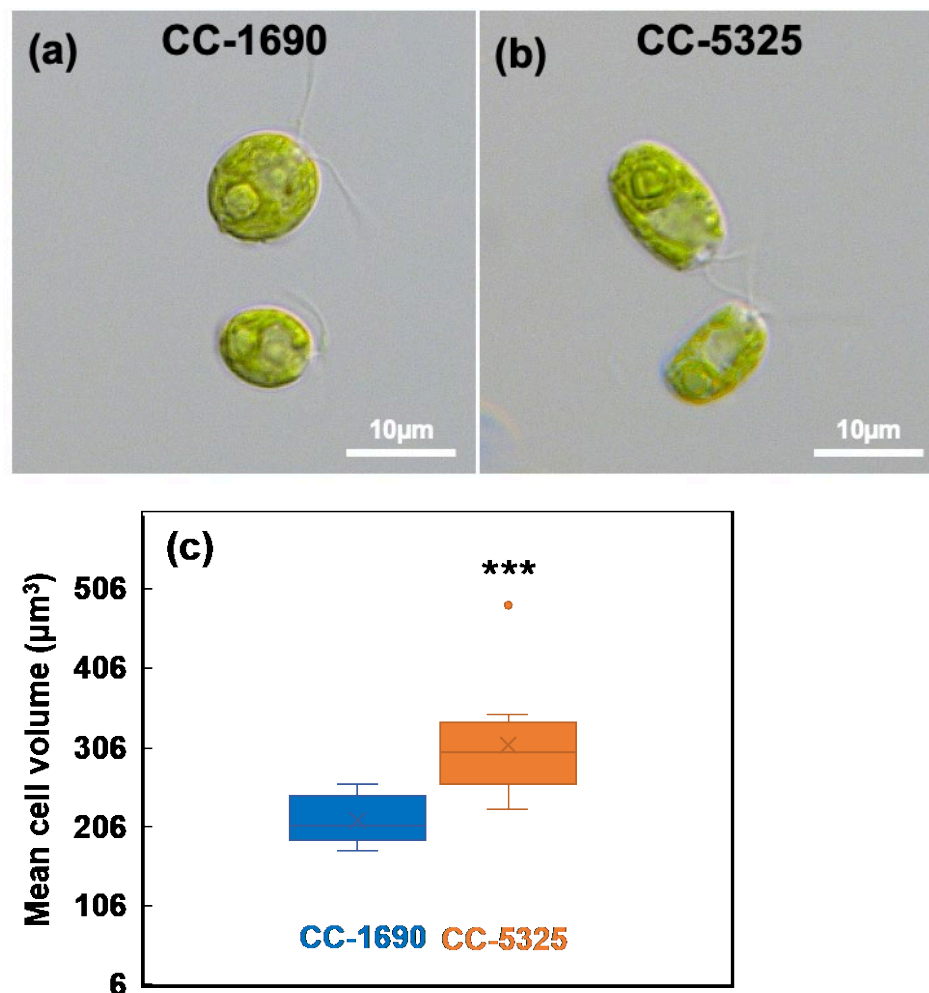 (a) CC-1690
(b) CC-5325
10µm
10µm
(c)
***
Mean cell volume (µm³)
506
406
306
206
106
6
CC-1690 CC-5325